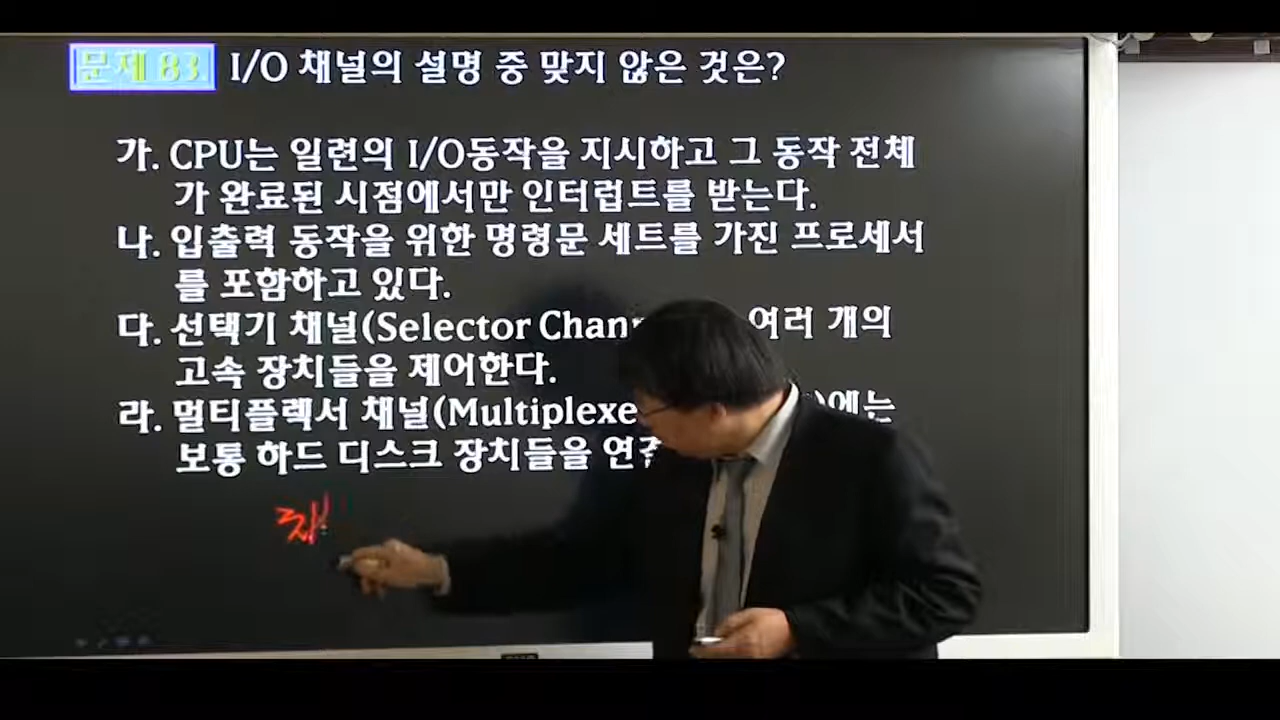 문제 83. I/O 채널의 설명 중 맞지 않은 것은?
가. CPU는 일련의 I/O동작을 지시하고 그 동작 전체
가 완료된 시점에서만 인터럽트를 받는다.
나. 입출력 동작을 위한 명령문 세트를 가진 프로세서
를 포함하고 있다.
다. 선택기 채널(Selector 여러 개의
고속 장치들을 제어한다.
라. 멀티플렉서 채널( )에는
보통 하드 디스크 장치들을
채